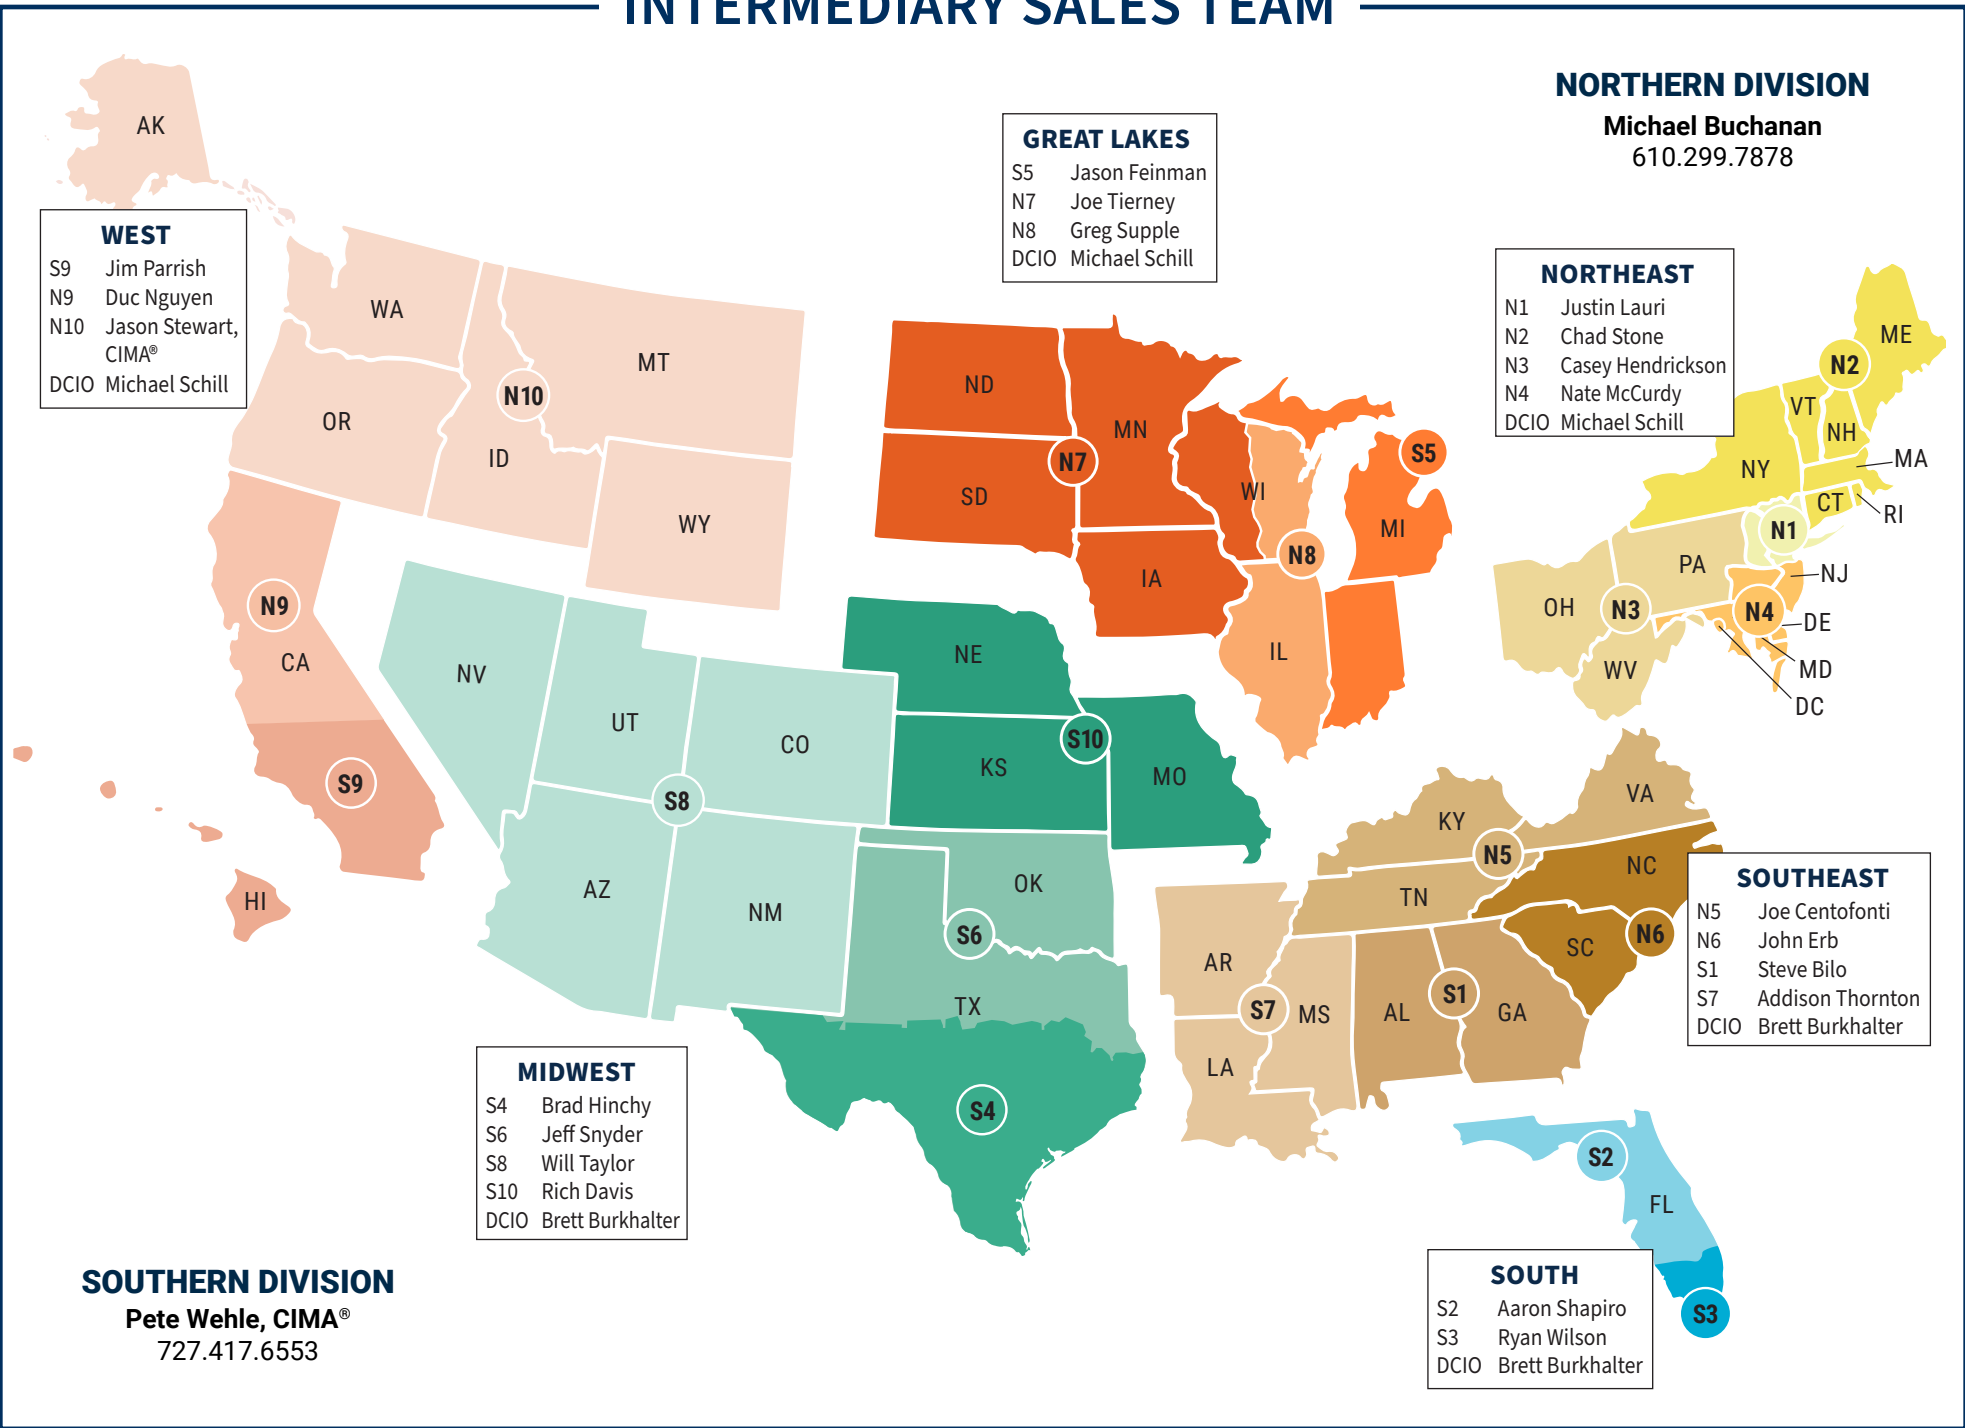 INTERMEDIARY SALES TEAM
NORTHERN DIVISION
Michael Buchanan
610.299.7878
GREAT LAKES
S5 Jason Feinman
N7 Joe Tierney
N8 Greg Supple
DCIO Michael Schill
WEST
S9 Jim Parrish
N9 Duc Nguyen
N10 Jason Stewart,
CIMA®
DCIO Michael Schill
NORTHEAST
N1 Justin Lauri
N2 Chad Stone
N3 Casey Hendrickson
N4 Nate McCurdy
DCIO Michael Schill
AK
WA
MT
OR
N10
ID
WY
N9
CA
S9
HI
NV
UT
CO
S8
AZ
NM
ND
MN
SD
N7
WI
IA
N8
IL
S5
MI
NE
KS
S10
MO
OK
S6
TX
S4
ME
N2
VT
NH
NY
MA
CT
RI
N1
PA
NJ
OH
N3
N4
DE
WV
MD
DC
VA
KY
N5
NC
TN
N6
SC
AR
S7
MS
AL
S1
GA
LA
SOUTHEAST
N5 Joe Centofonti
N6 John Erb
S1 Steve Bilo
S7 Addison Thornton
DCIO Brett Burkhalter
MIDWEST
S4 Brad Hinchy
S6 Jeff Snyder
S8 Will Taylor
S10 Rich Davis
DCIO Brett Burkhalter
S2
FL
S3
SOUTH
S2 Aaron Shapiro
S3 Ryan Wilson
DCIO Brett Burkhalter
SOUTHERN DIVISION
Pete Wehle, CIMA®
727.417.6553